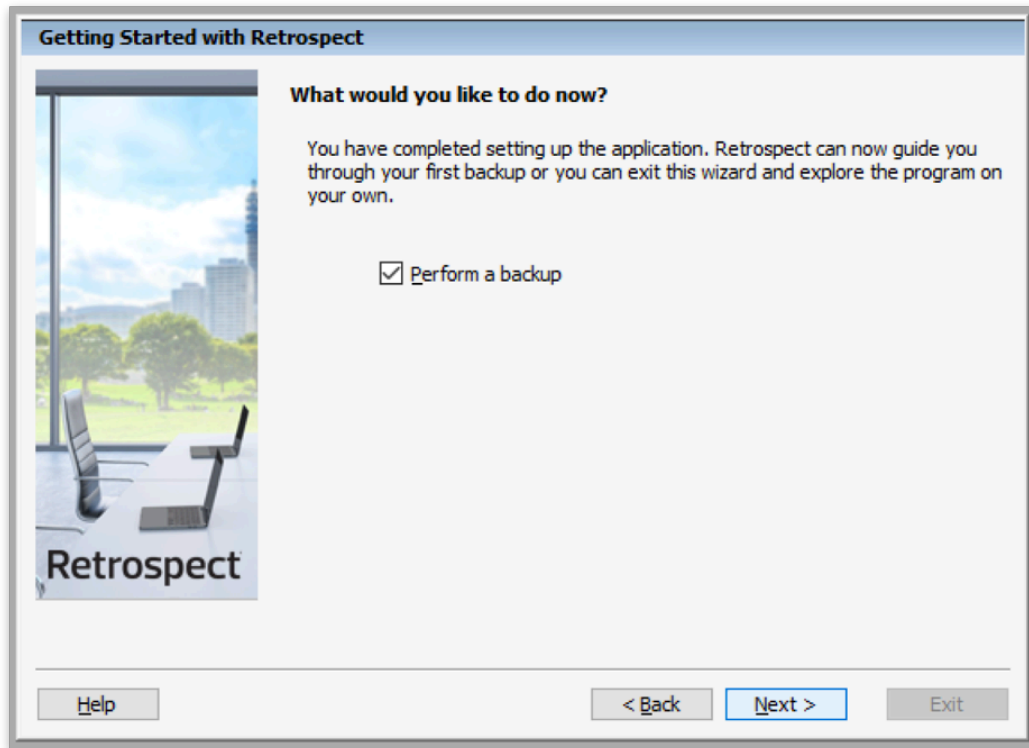 Getting Started with Retrospect
What would you like to do now?
You have completed setting up the application. Retrospect can now guide you
through your first backup or you can exit this wizard and explore the program on
your own.
Perform a backup
Retrospect
Help
< Back
Next >
Exit